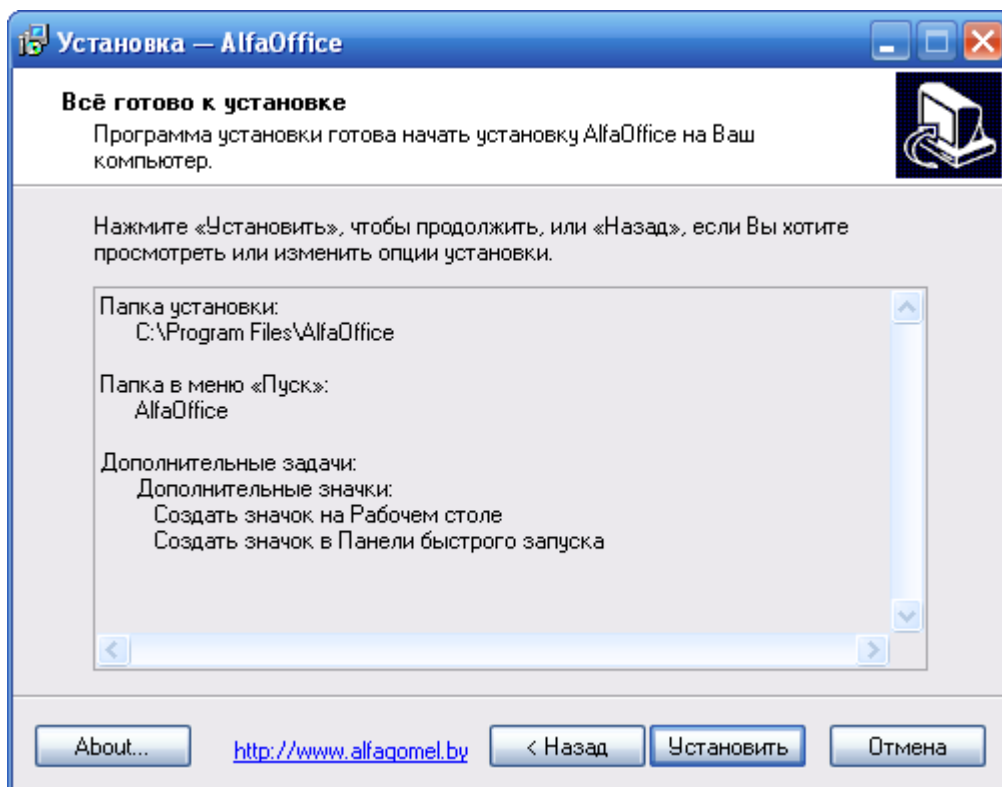 Установка — AlfaOffice
Всё готово к установке
Программа установки готова начать установку AlfaOffice на Ваш
компьютер.
Нажмите «Установить», чтобы продолжить, или «Назад», если Вы хотите
просмотреть или изменить опции установки.
Папка установки:
C:\Program Files\AlfaOffice
Папка в меню «Пуск»:
AlfaOffice
Дополнительные задачи:
Дополнительные значки:
Создать значок на Рабочем столе
Создать значок в Панели быстрого запуска
About...
http://www.alfagomel.by
< Назад
Установить
Отмена